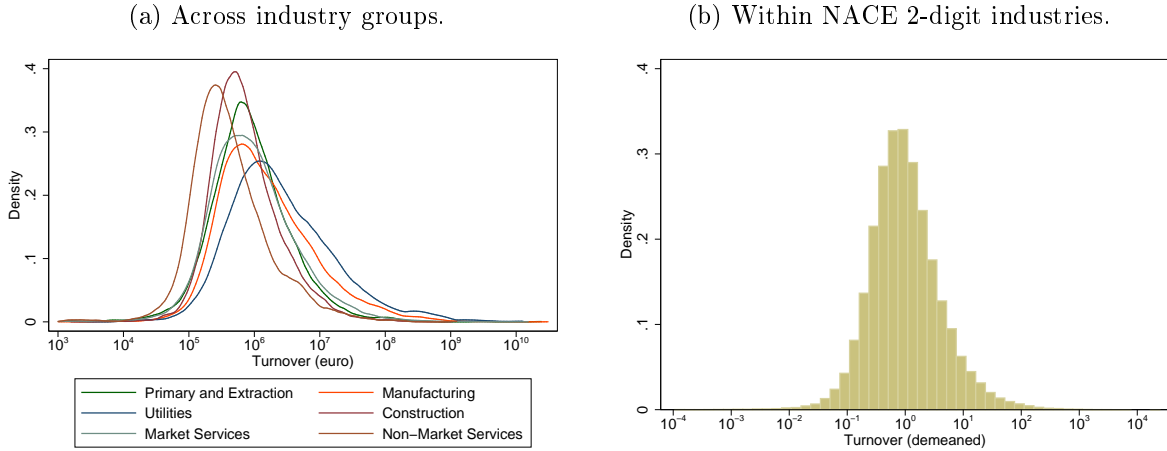 (a) Across industry groups.
Density
.4
.3
.2
.1
0
10³ 10⁴ 10⁵ 10⁶ 10⁷ 10⁸ 10⁹ 10¹⁰
Turnover (euro)
Primary and Extraction Manufacturing
Utilities Construction
Market Services Non−Market Services
(b) Within NACE 2-digit industries.
Density
.4
.3
.2
.1
0
10⁻⁴ 10⁻³ 10⁻² 10⁻¹ 10⁰ 10¹ 10² 10³ 10⁴
Turnover (demeaned)